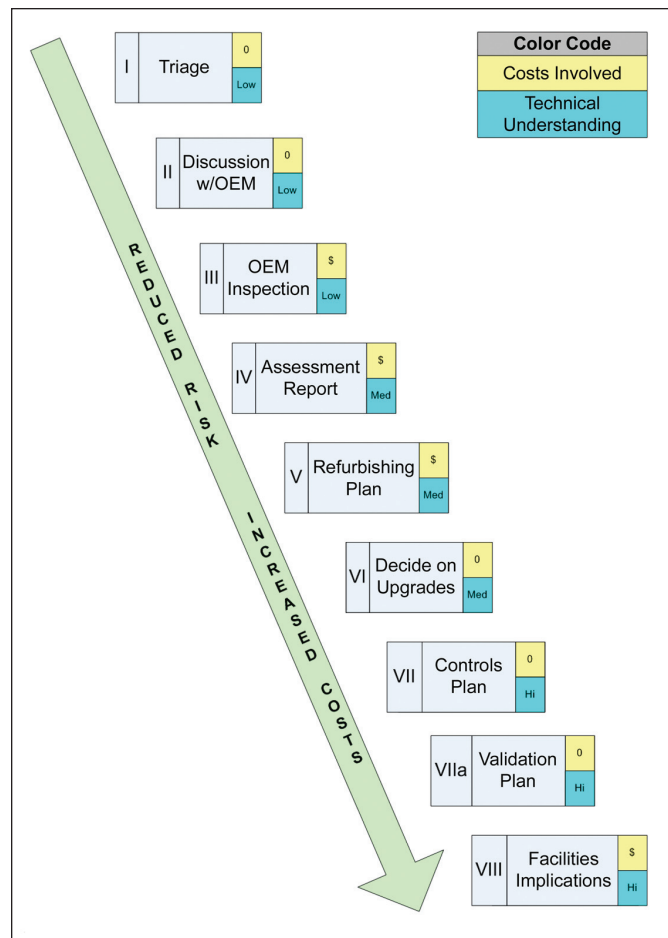 Color Code
Costs Involved
Technical
Understanding
I
Triage
0
Low
II
Discussion
w/OEM
0
Low
III
OEM
Inspection
$
Low
IV
Assessment
Report
$
Med
V
Refurbishing
Plan
$
Med
VI
Decide on
Upgrades
0
Med
VII
Controls
Plan
0
Hi
VIIa
Validation
Plan
0
Hi
VIII
Facilities
Implications
$
Hi
REDUCED RISK INCREASED COSTS